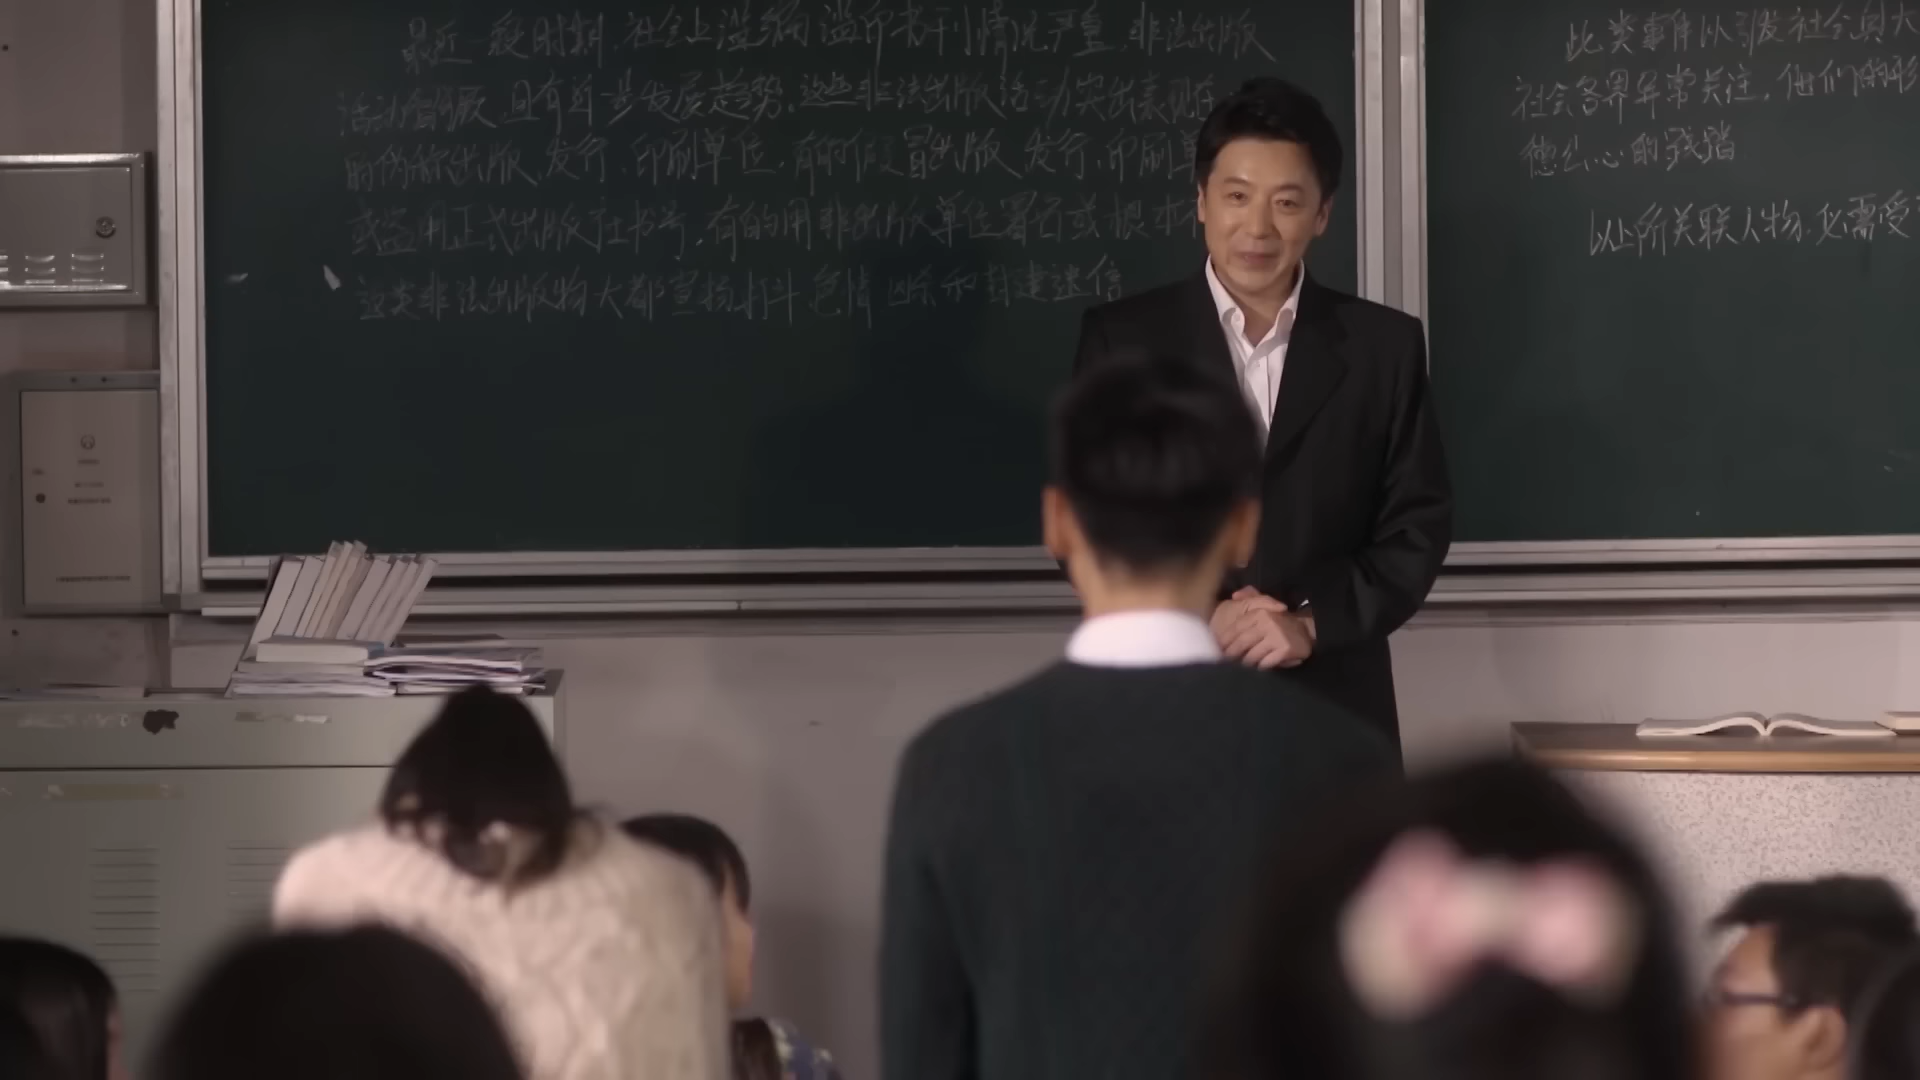 最近一段时期,社会上滥编滥印书刊情况严重,非法出版
活动猖獗,且有进一步发展趋势,这些非法出版活动突出表现在
的伪称出版、发行、印刷单位,有的假冒出版、发行、印刷单
或盗用正式出版社书号,有的用非出版单位署名或根本
这类非法出版物大都宣扬打斗色情凶杀和封建迷信
此类事件以引发社会舆大
社会各界异常关注,他们的形
德公心的践踏
以上所关联人物,必需受